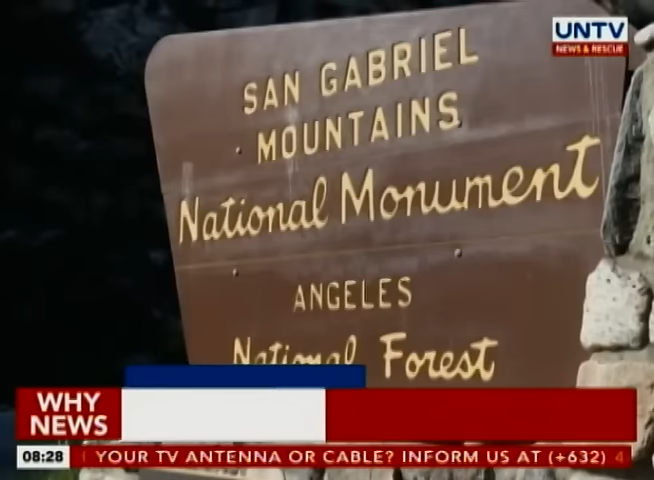 UNTV
NEWS & RESCUE
SAN GABRIEL
MOUNTAINS
National Monument
ANGELES
National Forest
WHY
NEWS
08:28
YOUR TV ANTENNA OR CABLE? INFORM US AT (+632) 4